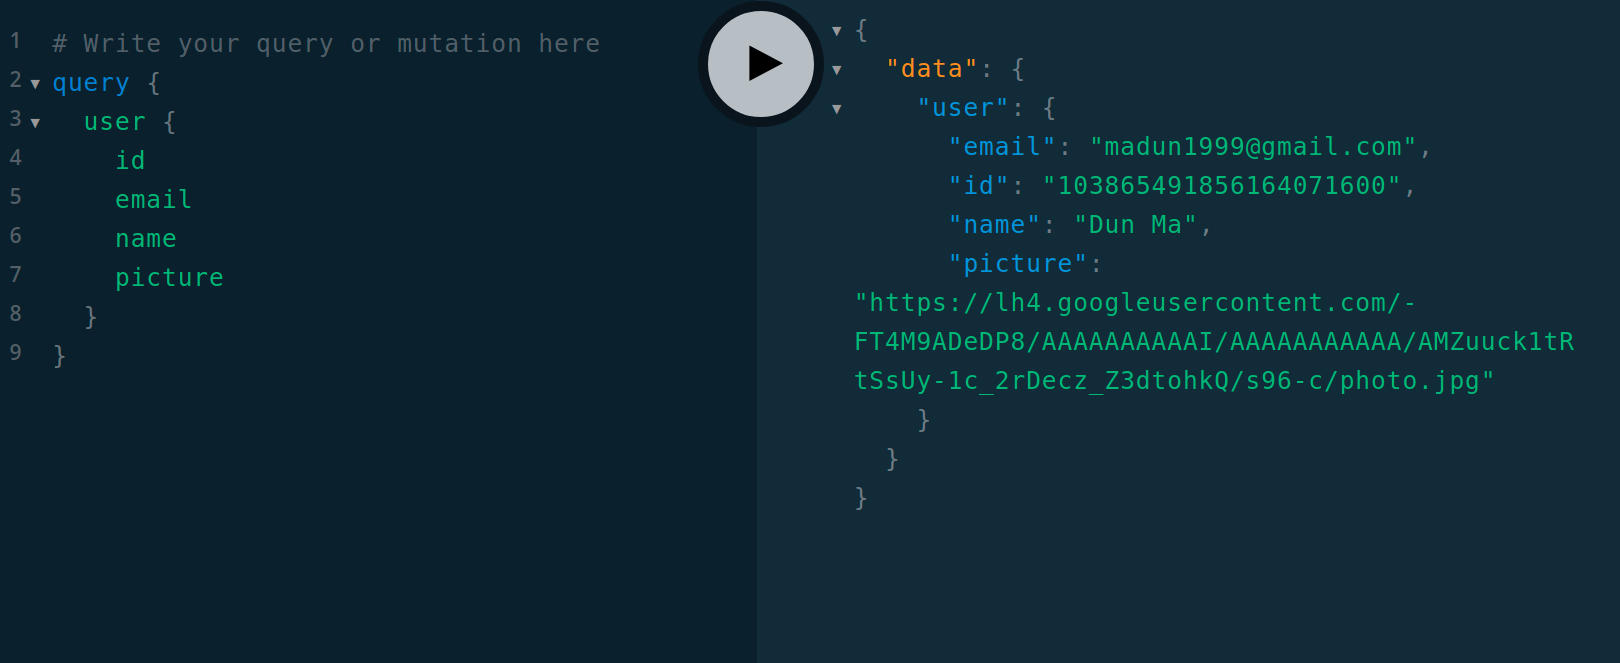 1 # Write your query or mutation here
2 query {
3   user {
4     id
5     email
6     name
7     picture
8   }
9 }
{
  "data": {
    "user": {
      "email": "madun1999@gmail.com",
      "id": "103865491856164071600",
      "name": "Dun Ma",
      "picture":
"https://lh4.googleusercontent.com/-
FT4M9ADeDP8/AAAAAAAAAAI/AAAAAAAAAAA/AMZuuck1tR
tSsUy-1c_2rDecz_Z3dtohkQ/s96-c/photo.jpg"
    }
  }
}